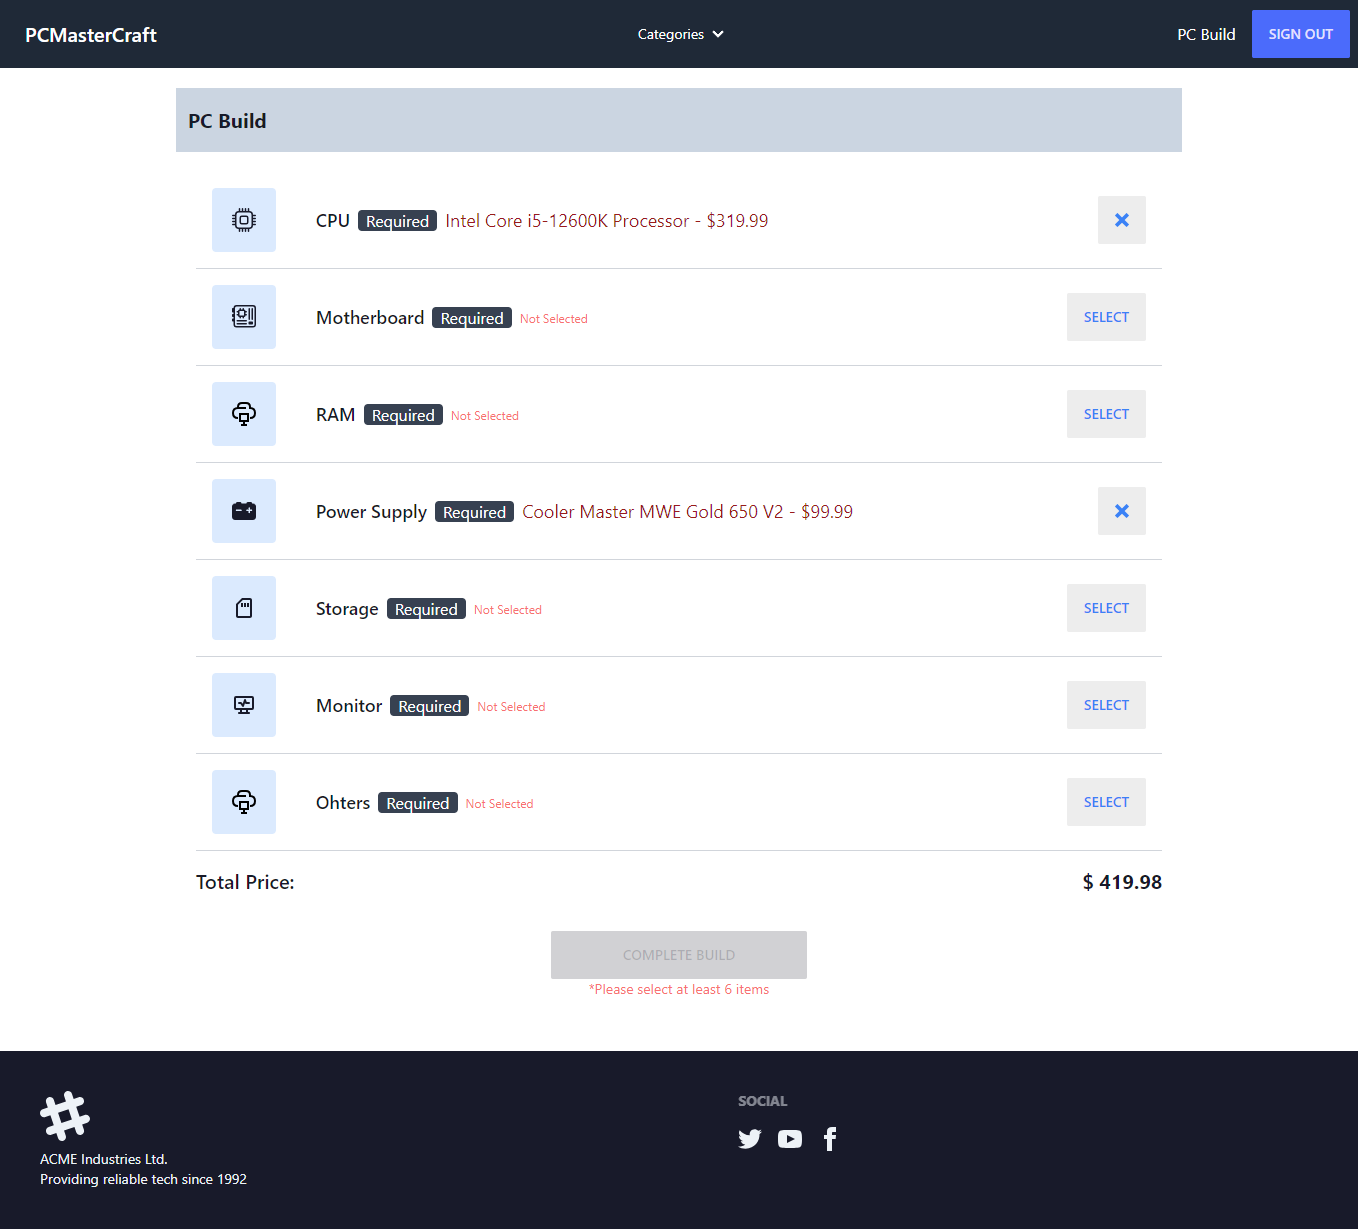 PCMasterCraft Categories PC Build SIGN OUT
PC Build
CPU Required Intel Core i5-12600K Processor - $319.99
Motherboard Required Not Selected SELECT
RAM Required Not Selected SELECT
Power Supply Required Cooler Master MWE Gold 650 V2 - $99.99
Storage Required Not Selected SELECT
Monitor Required Not Selected SELECT
Ohters Required Not Selected SELECT
Total Price: $ 419.98
COMPLETE BUILD
*Please select at least 6 items
SOCIAL
ACME Industries Ltd.
Providing reliable tech since 1992